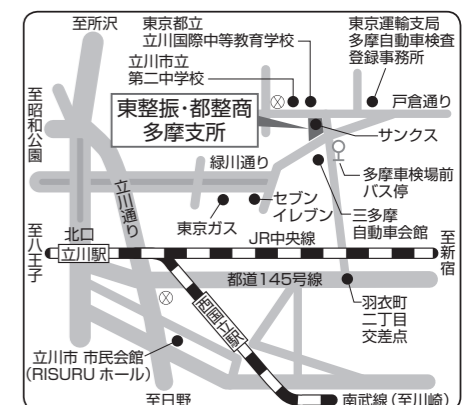 至所沢
東京都立
立川国際中等教育学校
立川市立
第二中学校
東京運輸支局
多摩自動車検査
登録事務所
戸倉通り
至昭和公園
東整振・都整商
多摩支所
サンクス
緑川通り
多摩車検場前
バス停
立川通り
セブン
イレブン
東京ガス
三多摩
自動車会館
至八王子
北口
立川駅
JR中央線
至新宿
都道145号線
西国立駅
羽衣町
二丁目
交差点
立川市 市民会館
(RISURU ホール)
至日野
南武線(至川崎)